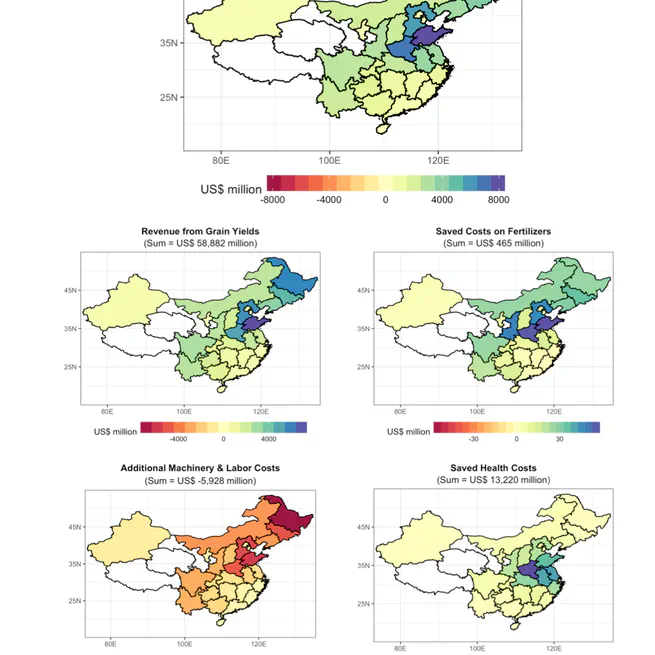 35N
25N
80E 100E 120E
US$ million
-8000 -4000 0 4000 8000
Revenue from Grain Yields
(Sum = US$ 58,882 million)
45N
35N
25N
80E 100E 120E
US$ million
-4000 0 4000
Saved Costs on Fertilizers
(Sum = US$ 465 million)
45N
35N
25N
80E 100E 120E
US$ million
-30 0 30
Additional Machinery & Labor Costs
(Sum = US$ -5,928 million)
45N
35N
25N
80E 100E 120E
Saved Health Costs
(Sum = US$ 13,220 million)
45N
35N
25N
80E 100E 120E